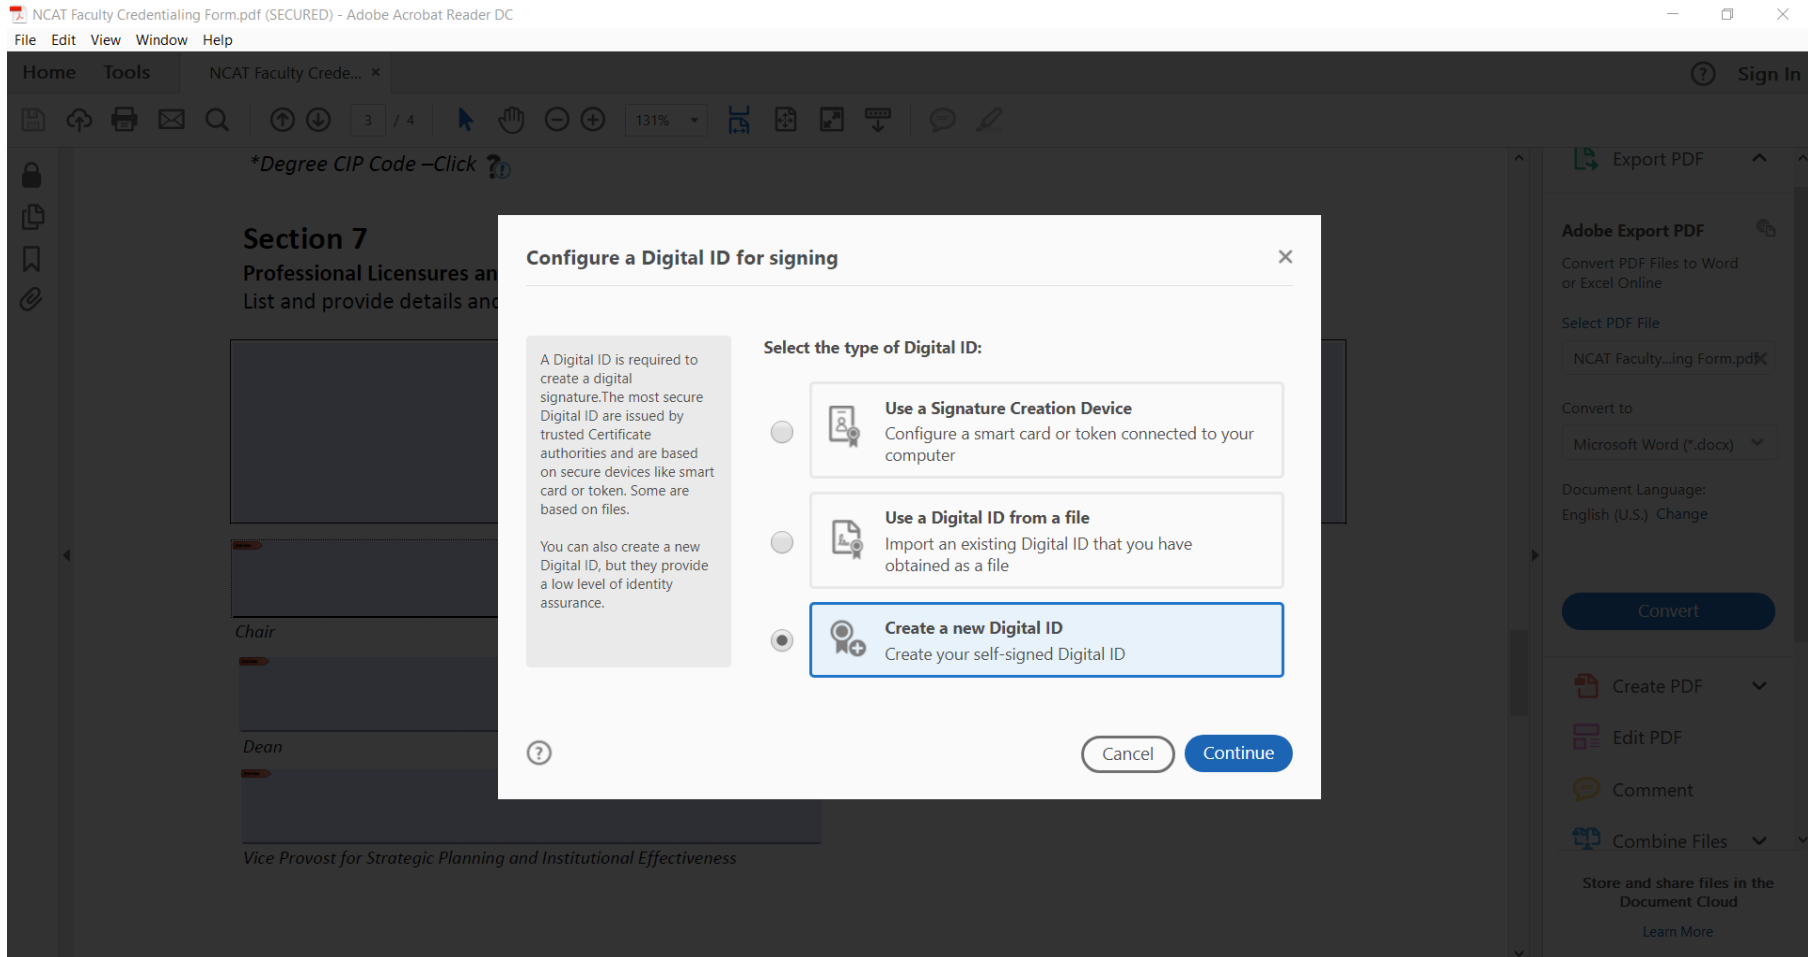 NCAT Faculty Credentialing Form.pdf (SECURED) - Adobe Acrobat Reader DC
File Edit View Window Help
Home Tools NCAT Faculty Crede... × ? Sign In
3 / 4 131%
*Degree CIP Code –Click ?
Section 7
Professional Licensures an
List and provide details and
Chair
Dean
Vice Provost for Strategic Planning and Institutional Effectiveness
Configure a Digital ID for signing
A Digital ID is required to
create a digital
signature.The most secure
Digital ID are issued by
trusted Certificate
authorities and are based
on secure devices like smart
card or token. Some are
based on files.
You can also create a new
Digital ID, but they provide
a low level of identity
assurance.
Select the type of Digital ID:
Use a Signature Creation Device
Configure a smart card or token connected to your
computer
Use a Digital ID from a file
Import an existing Digital ID that you have
obtained as a file
Create a new Digital ID
Create your self-signed Digital ID
?
Cancel Continue
Export PDF
Adobe Export PDF
Convert PDF Files to Word
or Excel Online
Select PDF File
NCAT Faculty...ing Form.pdf
Convert to
Microsoft Word (*.docx)
Document Language:
English (U.S.) Change
Convert
Create PDF
Edit PDF
Comment
Combine Files
Store and share files in the
Document Cloud
Learn More